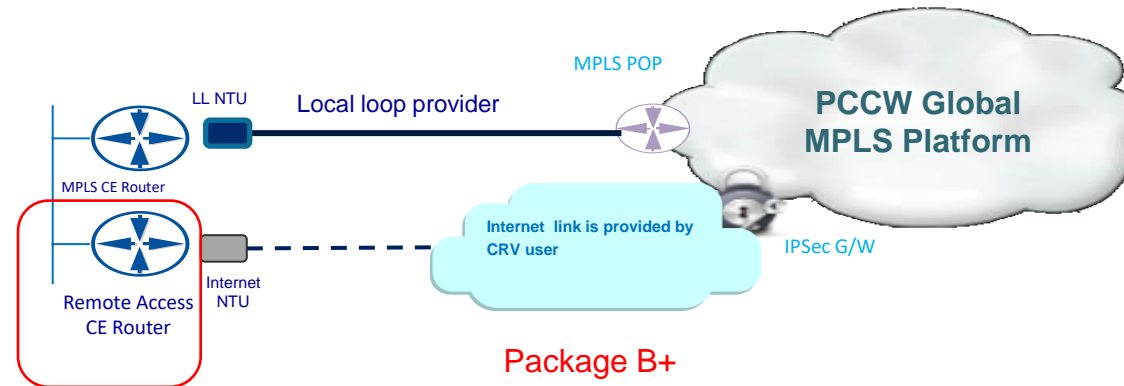 MPLS POP
LL NTU
Local loop provider
PCCW Global
MPLS Platform
MPLS CE Router
Internet link is provided by
CRV user
IPSec G/W
Internet
NTU
Remote Access
CE Router
Package B+